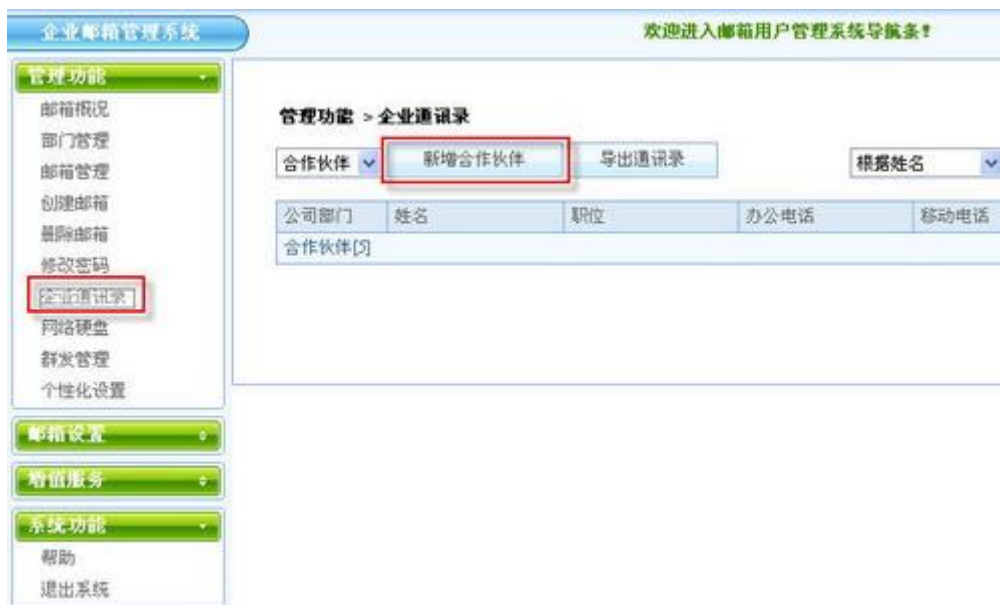 企业邮箱管理系统
欢迎进入邮箱用户管理系统导航条!
管理功能
邮箱概况
部门管理
邮箱管理
创建邮箱
删除邮箱
修改密码
企业通讯录
网络硬盘
群发管理
个性化设置
邮箱设置
增值服务
系统功能
帮助
退出系统
管理功能 > 企业通讯录
合作伙伴 新增合作伙伴 导出通讯录 根据姓名
公司部门 姓名 职位 办公电话 移动电话
合作伙伴[5]